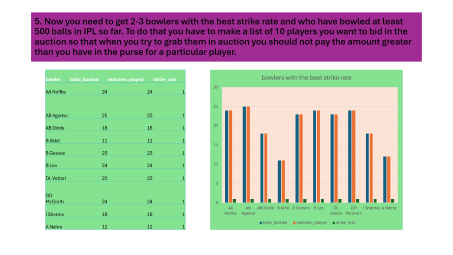 5. Now you need to get 2-3 bowlers with the best strike rate and who have bowled at least
500 balls in IPL so far. To do that you have to make a list of 10 players you want to bid in the
auction so that when you try to grab them in auction you should not pay the amount greater
than you have in the purse for a particular player.
bowler balls_bowled matches_played strike_rate
AA Noffke 24 24 1
AB Agarkar 25 25 1
AB Dinda 18 18 1
B Akhil 11 11 1
B Geeves 23 23 1
B Lee 24 24 1
DL Vettori 23 23 1
GD
McGrath 24 24 1
I Sharma 18 18 1
A Nehra 12 12 1
bowlers with the best strike rate
30
25
20
15
10
5
0
AA Noffke
AB Agarkar
AB Dinda
B Akhil
B Geeves
B Lee
DL Vettori
GD McGrath
I Sharma
A Nehra
balls_bowled matches_played strike_rate